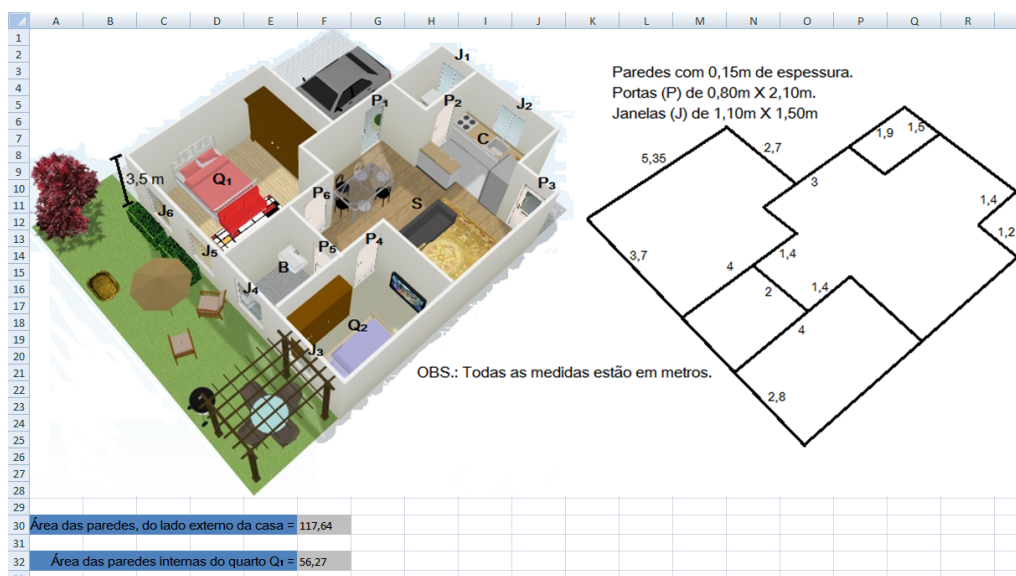 A B C D E F G H I J K L M N O P Q R
1
2
3
4
5
6
7
8
9
10
11
12
13
14
15
16
17
18
19
20
21
22
23
24
25
26
27
28
29
30
31
32
Paredes com 0,15m de espessura.
Portas (P) de 0,80m X 2,10m.
Janelas (J) de 1,10m X 1,50m
J₁
P₁ P₂ J₂
C
3,5 m Q₁ P₃
P₆ S
J₆
J₅ P₅ P₄
B
J₄
Q₂
J₃
5,35
2,7
1,9 1,5
3
1,4
1,2
3,7
4 1,4
2 1,4
4
2,8
OBS.: Todas as medidas estão em metros.
Área das paredes, do lado externo da casa = 117,64
Área das paredes internas do quarto Q₁ = 56,27